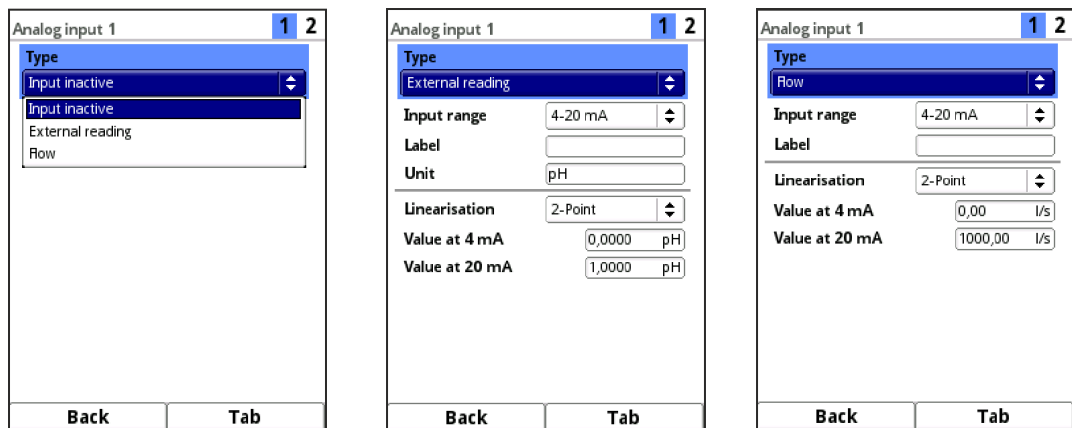 Analog input 1 1 2
Type
Input inactive
Input inactive
External reading
Flow
Back Tab
Analog input 1 1 2
Type
External reading
Input range 4-20 mA
Label
Unit pH
Linearisation 2-Point
Value at 4 mA 0,0000 pH
Value at 20 mA 1,0000 pH
Back Tab
Analog input 1 1 2
Type
Flow
Input range 4-20 mA
Label
Linearisation 2-Point
Value at 4 mA 0,00 l/s
Value at 20 mA 1000,00 l/s
Back Tab